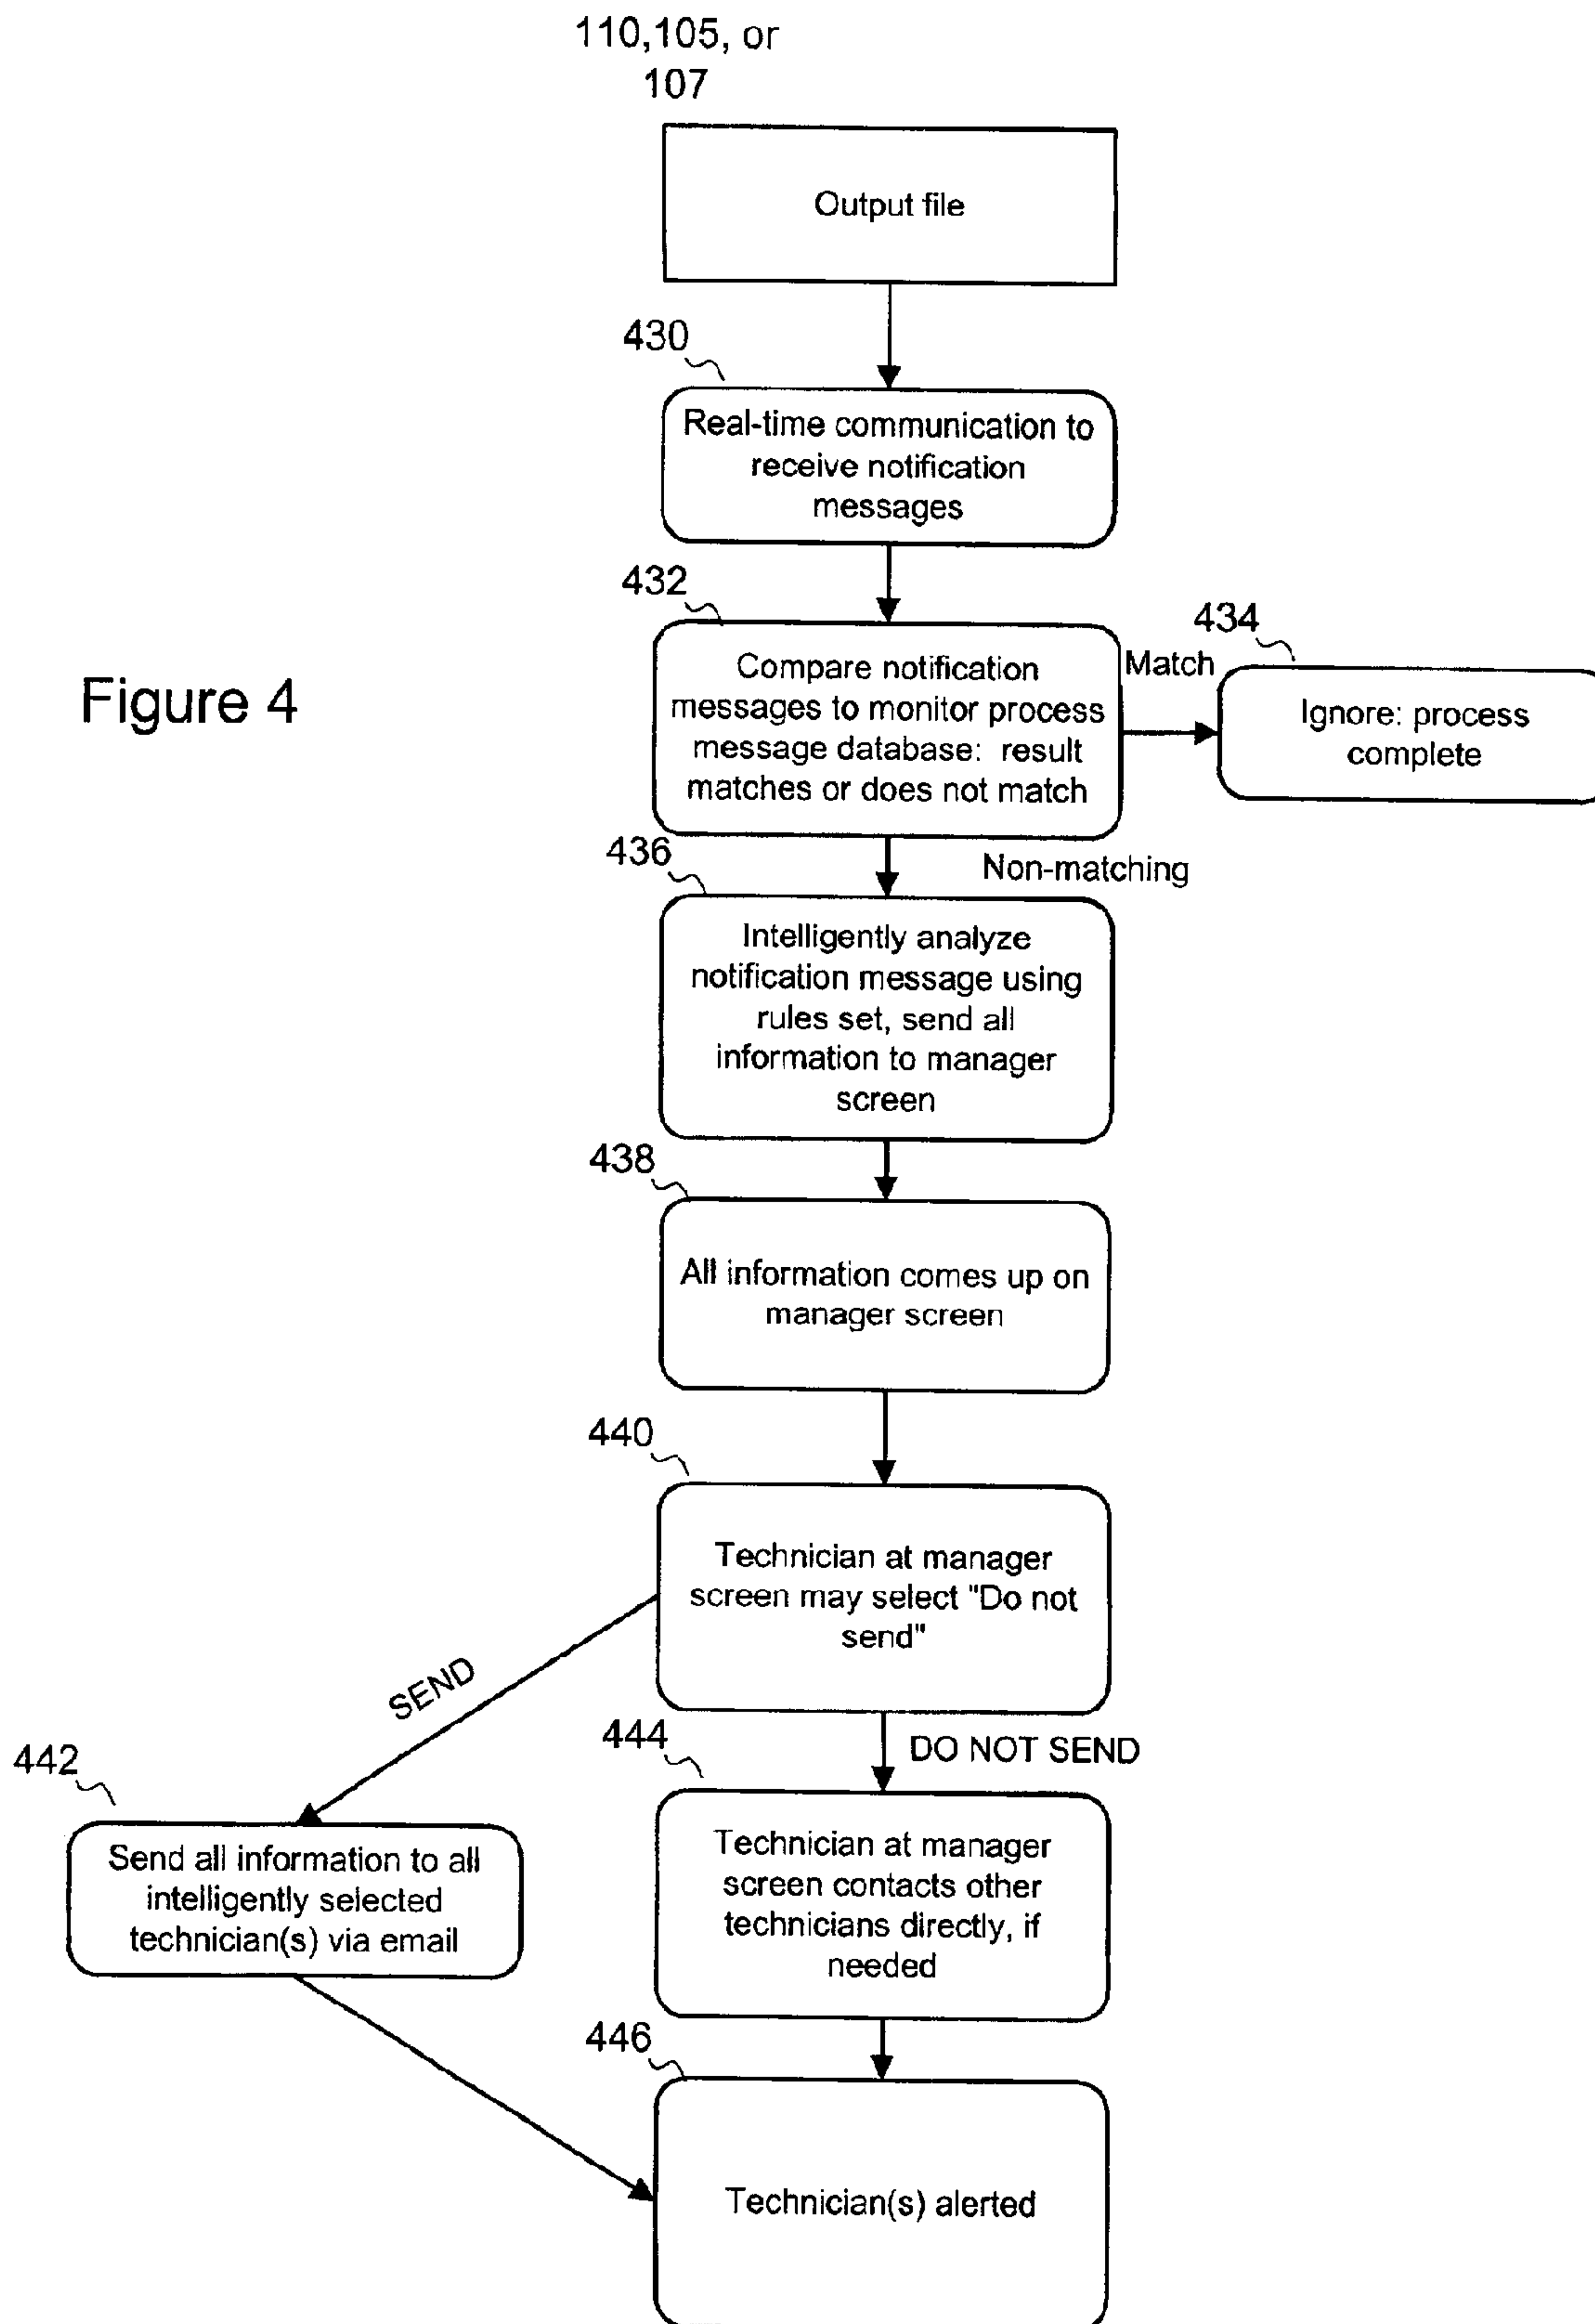 110,105, or
107
Output file
430
Real-time communication to
receive notification
messages
432
Compare notification
messages to monitor process
message database: result
matches or does not match
Match
434
Ignore: process
complete
Figure 4
436
Non-matching
Intelligently analyze
notification message using
rules set, send all
information to manager
screen
438
All information comes up on
manager screen
440
Technician at manager
screen may select "Do not
send"
SEND
DO NOT SEND
442
Send all information to all
intelligently selected
technician(s) via email
444
Technician at manager
screen contacts other
technicians directly, if
needed
446
Technician(s) alerted